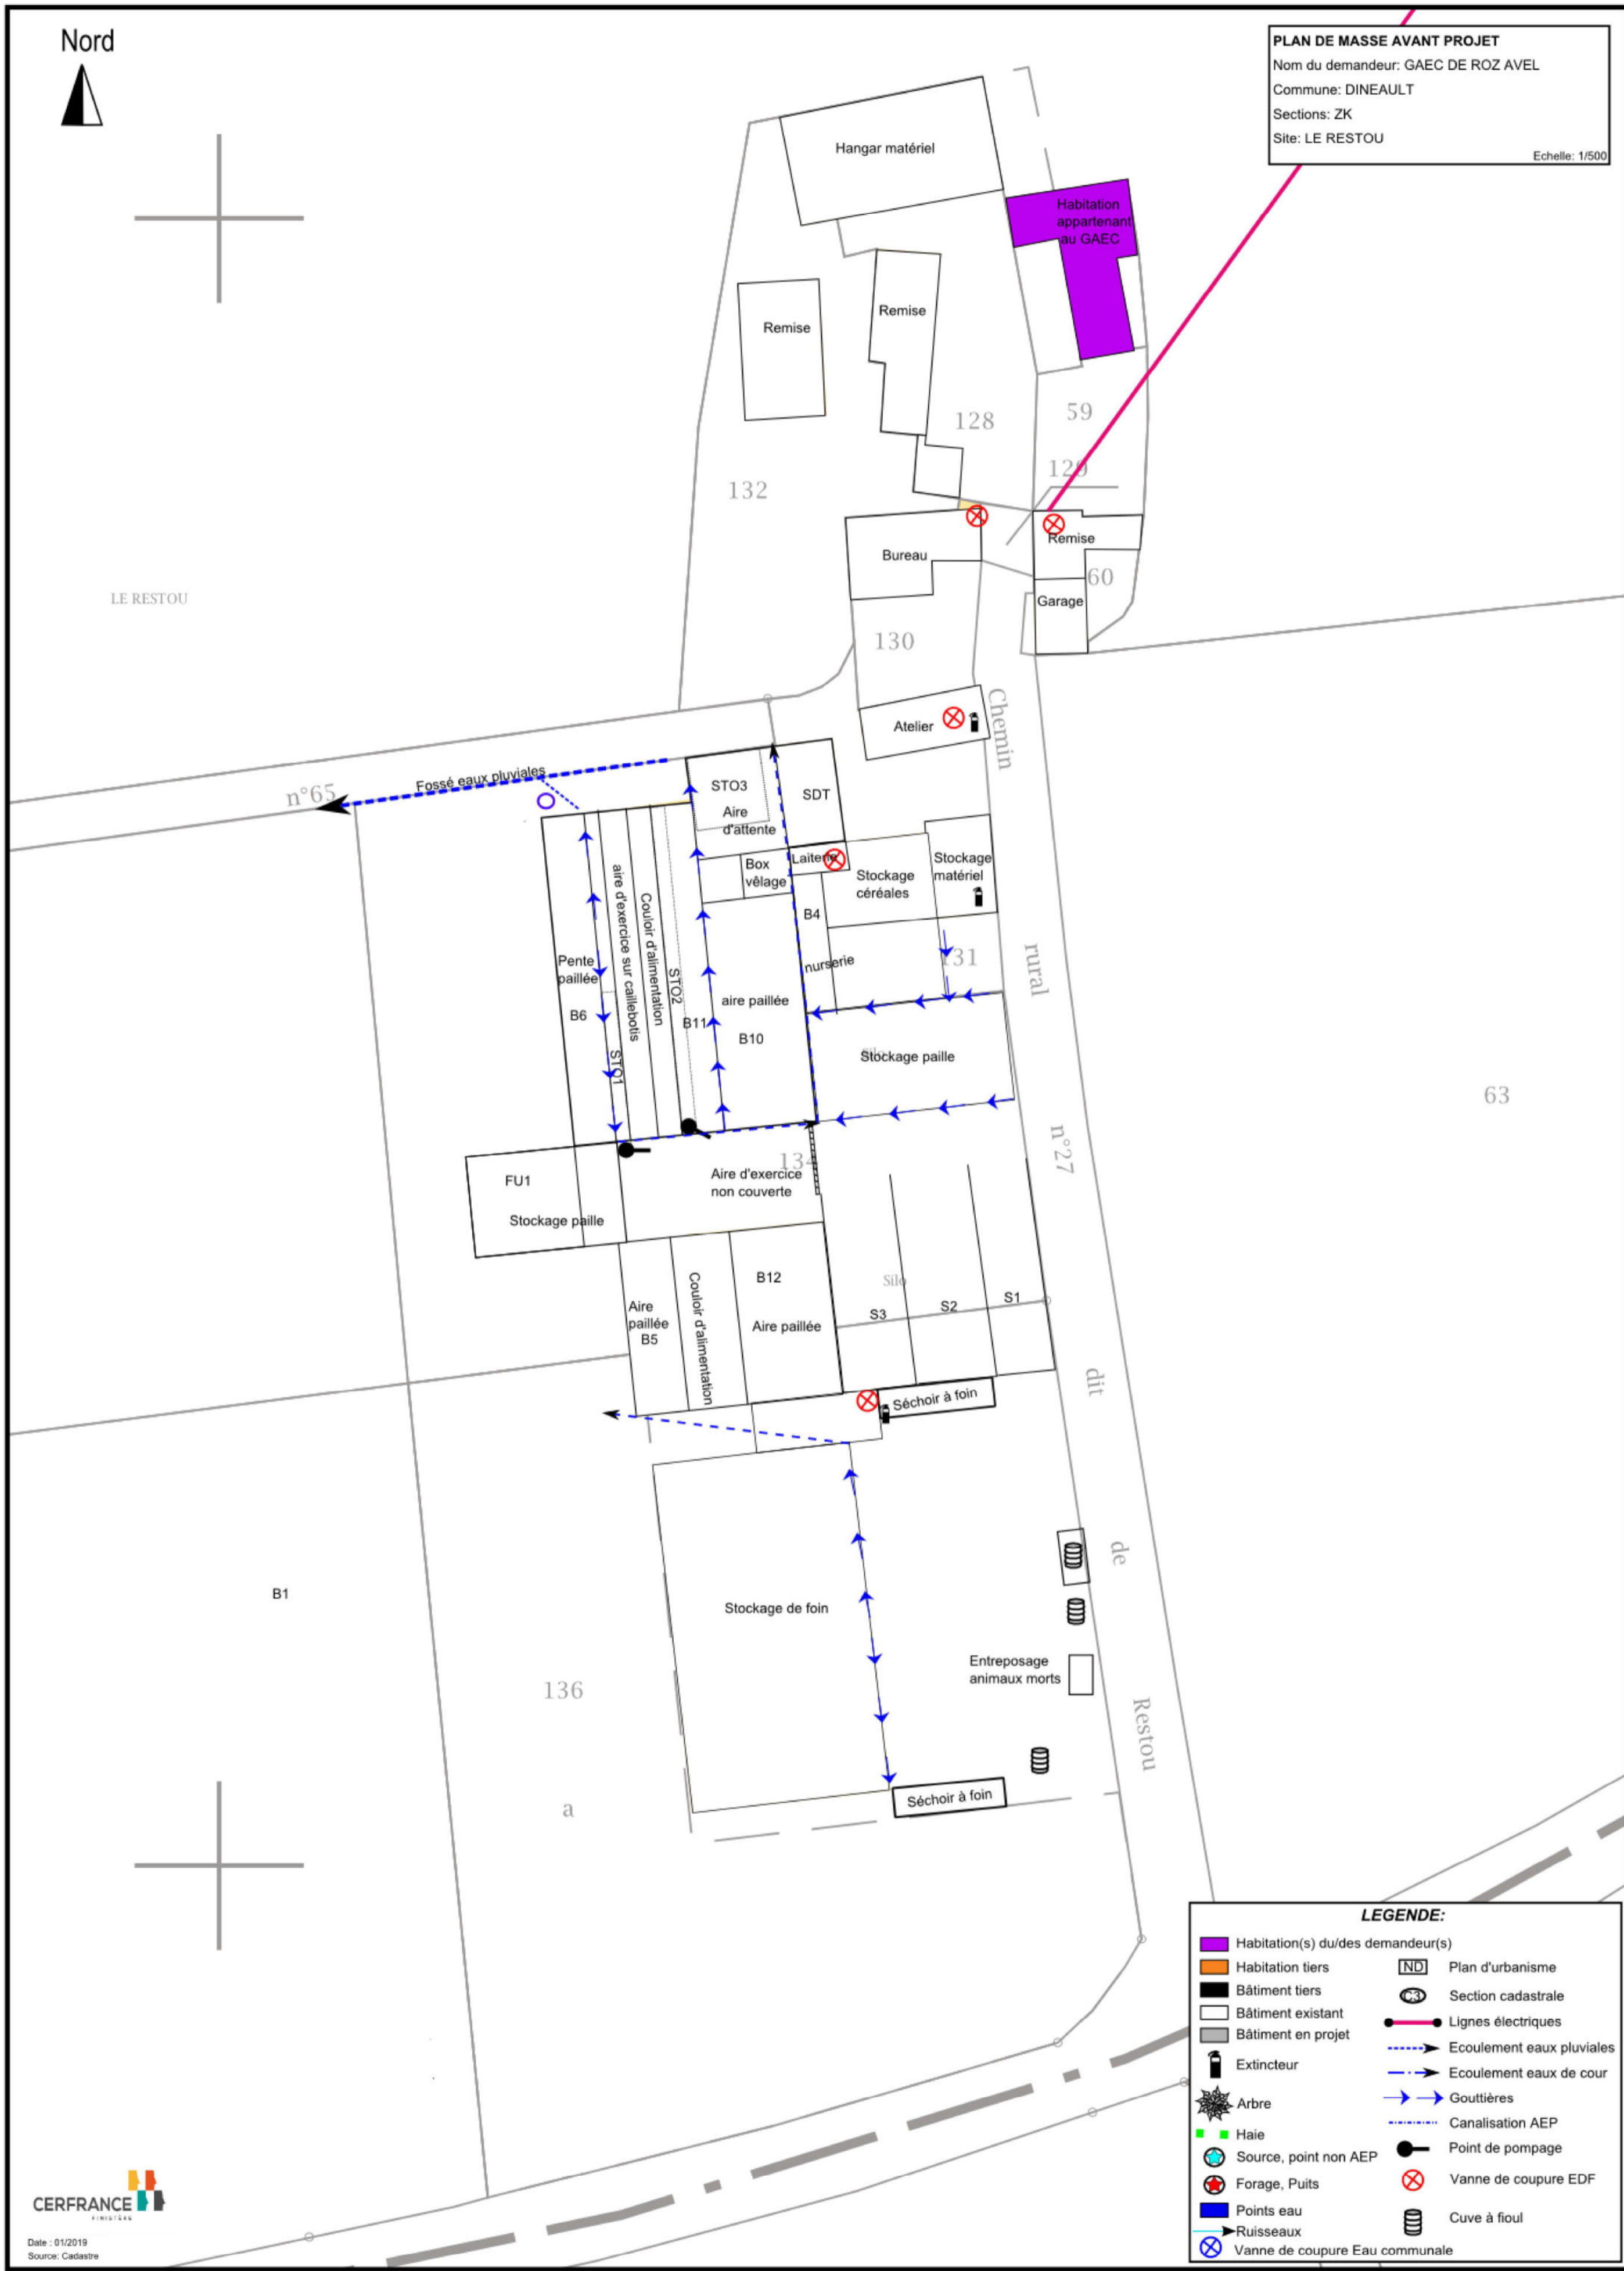 Nord
PLAN DE MASSE AVANT PROJET
Nom du demandeur: GAEC DE ROZ AVEL
Commune: DINEAULT
Sections: ZK
Site: LE RESTOU
Echelle: 1/500
Hangar matériel
Habitation
appartenant
au GAEC
Remise
Remise
128
59
129
132
Bureau
Remise
60
LE RESTOU
Garage
130
Chemin
Atelier
Fossé eaux pluviales
n°65
STO3
Aire
d'attente
SDT
Box
vêlage
Laiterie
Stockage
céréales
Stockage
matériel
B4
nurserie
131
rural
Pente
paillée
B6
STO1
aire d'exercice sur caillebotis
Couloir d'alimentation
STO2
B11
aire paillée
B10
Silo
Stockage paille
63
n°27
134
Aire d'exercice
non couverte
FU1
Stockage paille
B12
Aire paillée
Aire
paillée
B5
Couloir d'alimentation
Silo
S3
S2
S1
dit
Séchoir à foin
de
B1
Stockage de foin
Entreposage
animaux morts
136
Restou
a
Séchoir à foin
LEGENDE:
Habitation(s) du/des demandeur(s)
Habitation tiers
Bâtiment tiers
Bâtiment existant
Bâtiment en projet
Extincteur
Arbre
Haie
Source, point non AEP
Forage, Puits
Points eau
Ruisseaux
Vanne de coupure Eau communale
ND Plan d'urbanisme
C3 Section cadastrale
Lignes électriques
Ecoulement eaux pluviales
Ecoulement eaux de cour
Gouttières
Canalisation AEP
Point de pompage
Vanne de coupure EDF
Cuve à fioul
CERFRANCE
FINISTÈRE
Date : 01/2019
Source: Cadastre